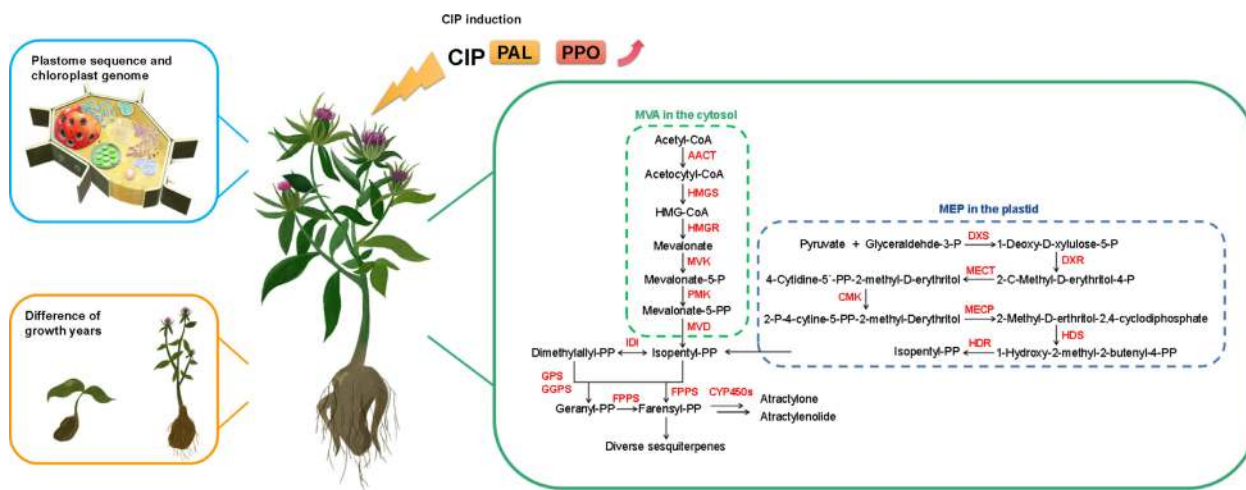 CIP induction
CIP PAL PPO
Plastome sequence and
chloroplast genome
Difference of
growth years
MVA in the cytosol
Acetyl-CoA
AACT
Acetocytyl-CoA
HMGS
HMG-CoA
HMGR
Mevalonate
MVK
Mevalonate-5-P
PMK
Mevalonate-5-PP
MVD
Dimethylallyl-PP IDI Isopentyl-PP
GPS
GGPS
FPPS CYP450s
Geranyl-PP FPPS Farensyl-PP
Atractylone
Atractylenolide
Diverse sesquiterpenes
MEP in the plastid
Pyruvate + Glyceraldehde-3-P DXS 1-Deoxy-D-xylulose-5-P
DXR
4-Cytidine-5`-PP-2-methyl-D-erythritol MECT 2-C-Methyl-D-erythritol-4-P
CMK
2-P-4-cytine-5-PP-2-methyl-Derythritol MECP 2-Methyl-D-erthritol-2,4-cyclodiphosphate
HDS
Isopentyl-PP HDR 1-Hydroxy-2-methyl-2-butenyl-4-PP